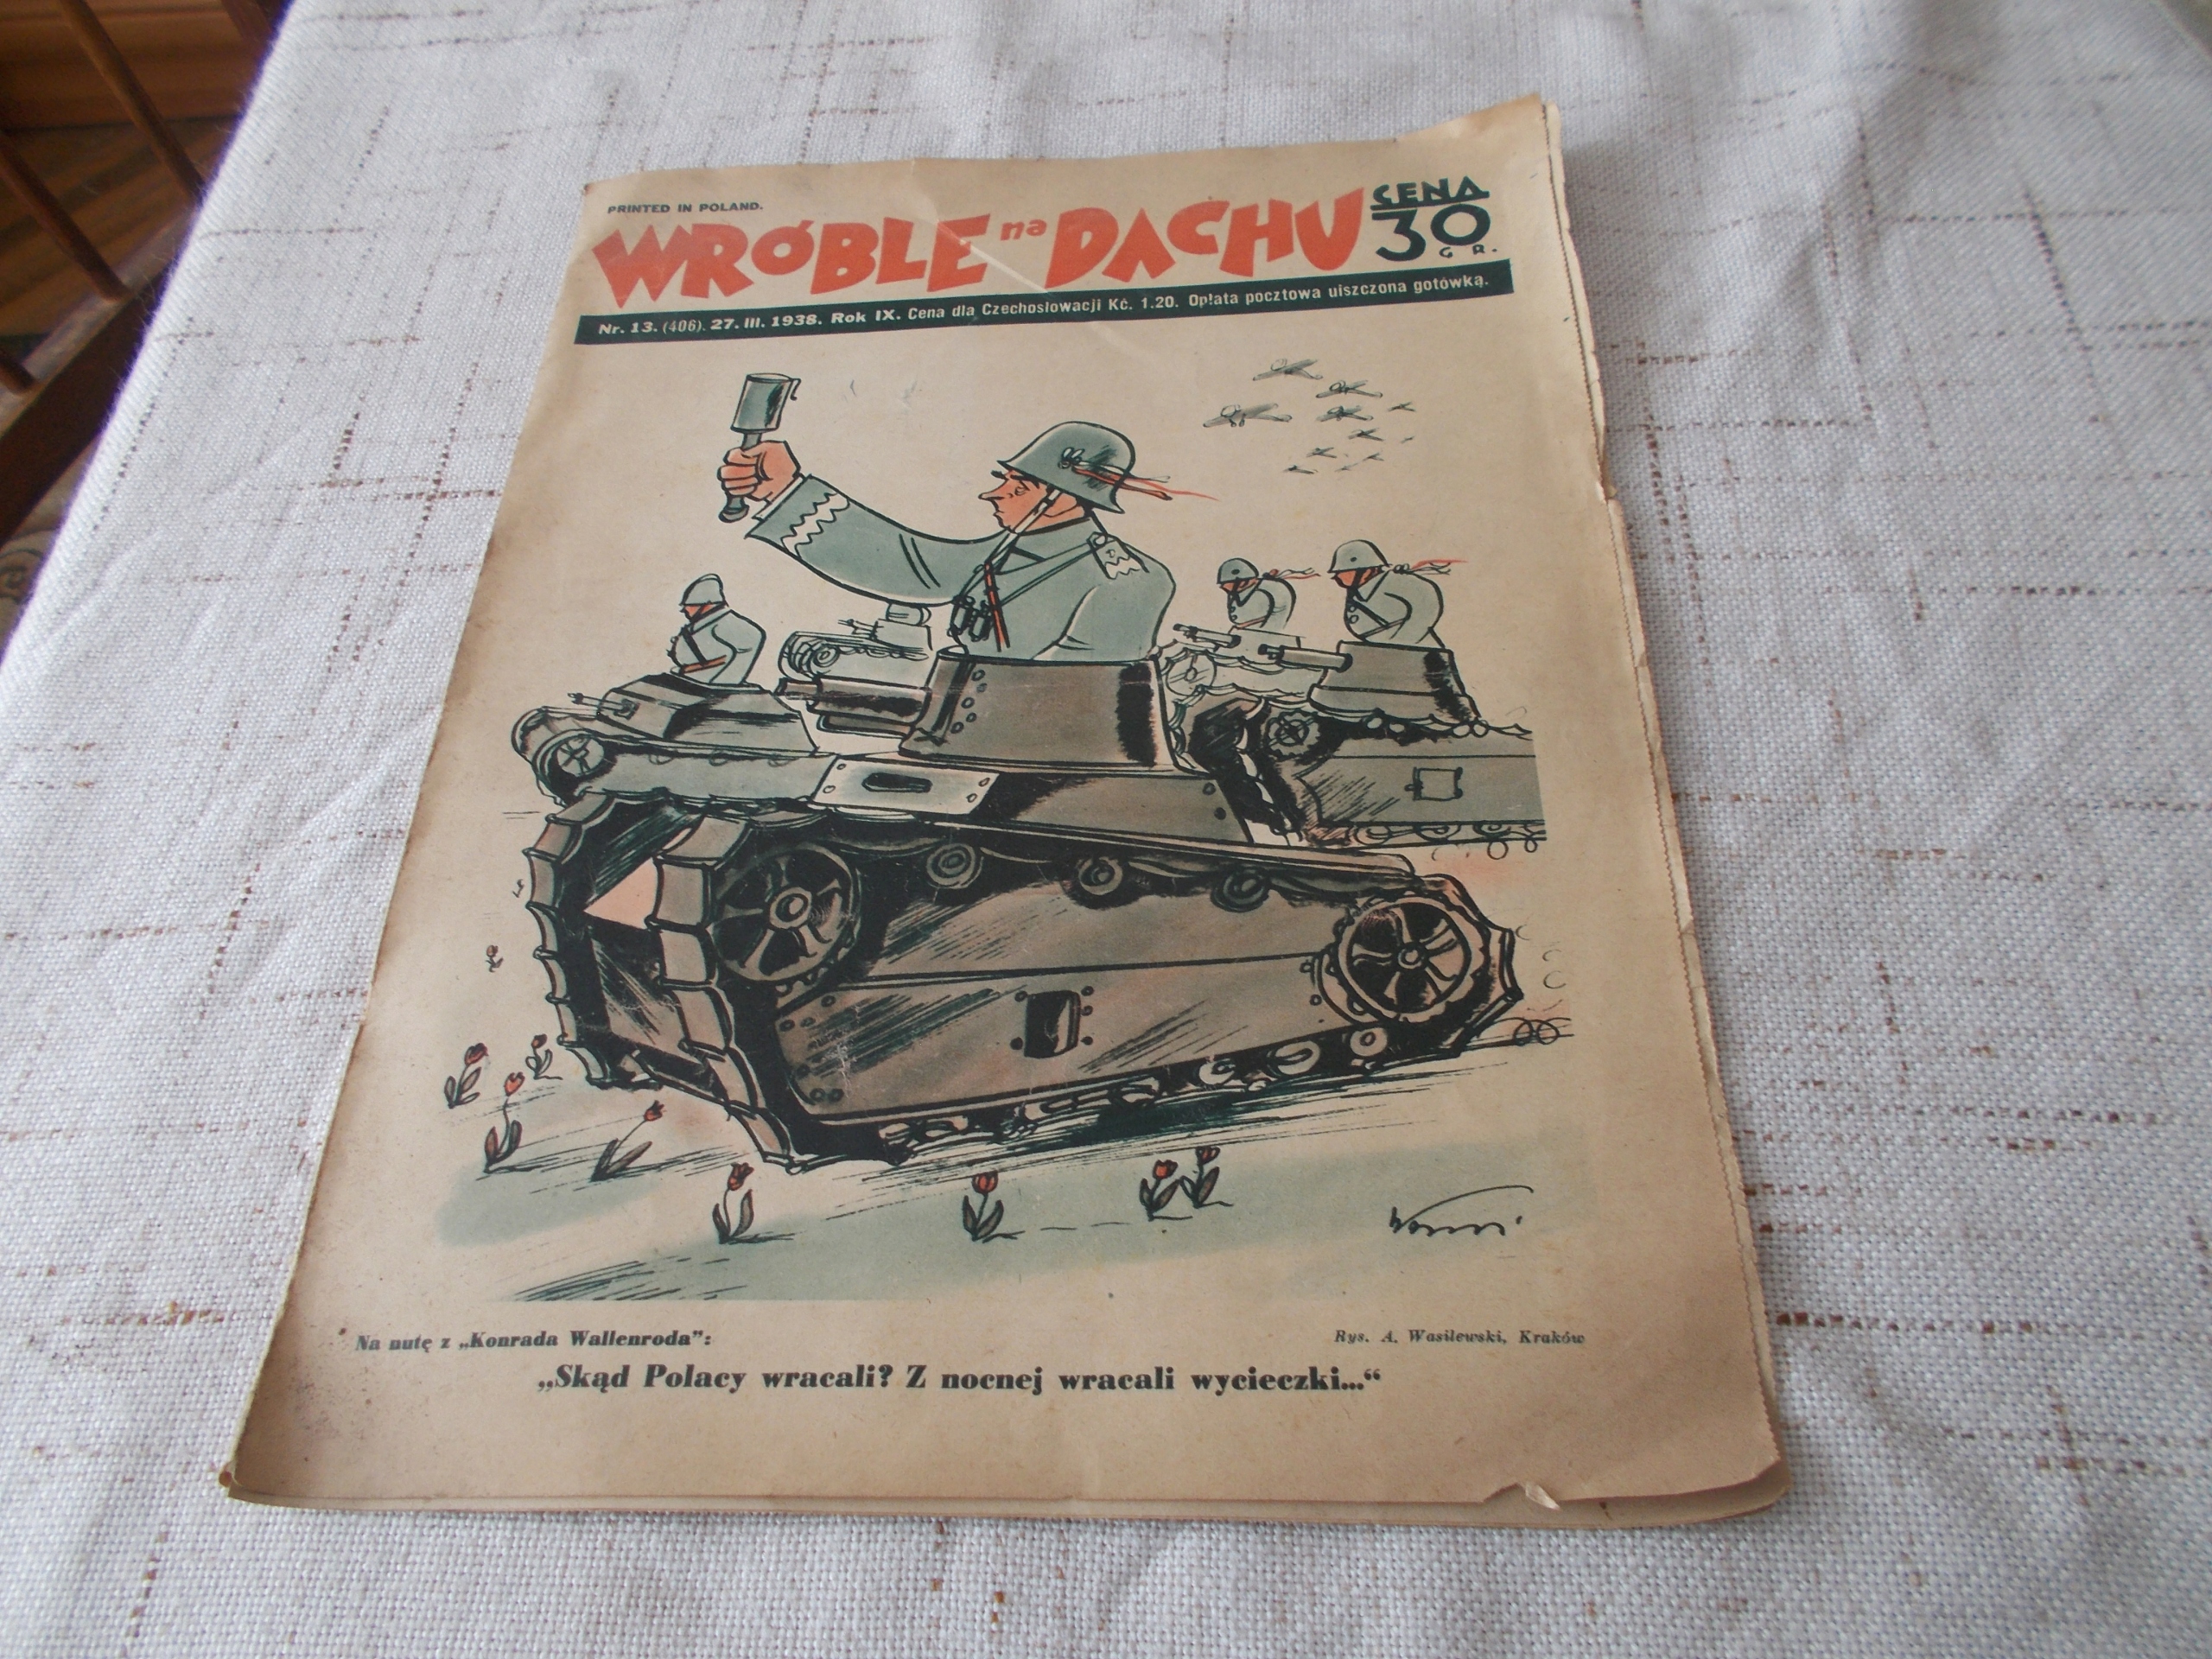 PRINTED IN POLAND.
WRÓBLE na DACHU
CENA
30
GR.
Nr. 13. (406). 27. III. 1938. Rok IX. Cena dla Czechosłowacji Kč. 1.20. Opłata pocztowa uiszczona gotówką.
Na nutę z „Konrada Wallenroda”:
Rys. A. Wasilewski, Kraków
„Skąd Polacy wracali? Z nocnej wracali wycieczki...“